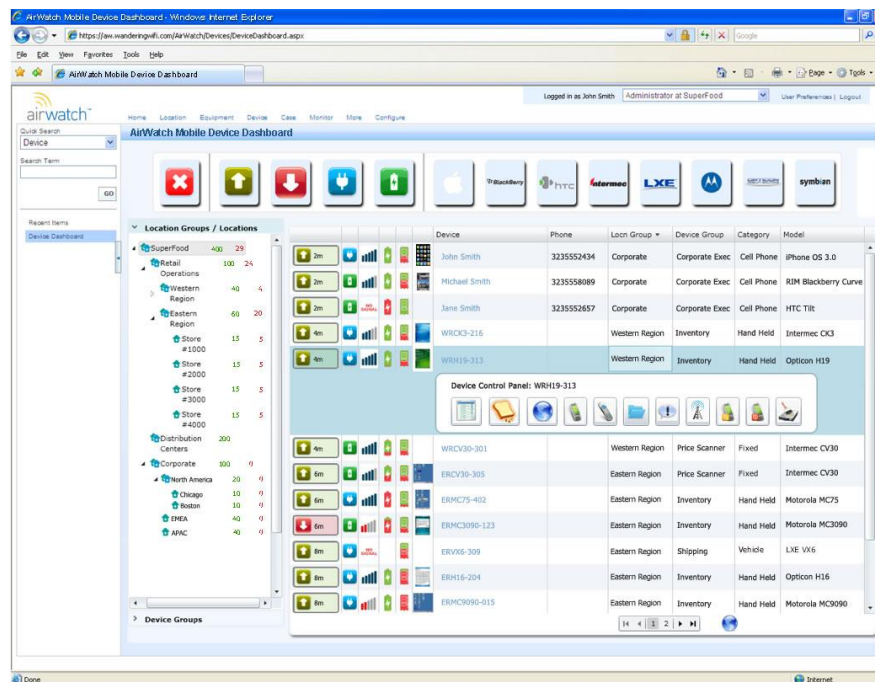 AirWatch Mobile Device Dashboard - Windows Internet Explorer
https://aw.wanderingwifi.com/AirWatch/Devices/DeviceDashboard.aspx
Google
File Edit View Favorites Tools Help
AirWatch Mobile Device Dashboard
Page Tools
Logged in as John Smith Administrator at SuperFood User Preferences | Logout
airwatch
Home Location Equipment Device Case Monitor More Configure
Quick Search
Device
Search Term
GO
Recent Items
Device Dashboard
AirWatch Mobile Device Dashboard
BlackBerry hTC intermec LXE symbian
Location Groups / Locations
SuperFood 400 29
Retail Operations 100 24
Western Region 40 4
Eastern Region 60 20
Store #1000 15 5
Store #2000 15 5
Store #3000 15 5
Store #4000 15 5
Distribution Centers 200
Corporate 100
North America 20
Chicago 10
Boston 10
EMEA 40
APAC 40
Device Groups
Device Phone Locn Group Device Group Category Model
2m John Smith 3235552434 Corporate Corporate Exec Cell Phone iPhone OS 3.0
2m Michael Smith 3235558089 Corporate Corporate Exec Cell Phone RIM Blackberry Curve
2m NO SIGNAL Jane Smith 3235552657 Corporate Corporate Exec Cell Phone HTC Tilt
4m WRCK3-216 Western Region Inventory Hand Held Intermec CK3
4m WRH19-313 Western Region Inventory Hand Held Opticon H19
Device Control Panel: WRH19-313
4m WRCV30-301 Western Region Price Scanner Fixed Intermec CV30
6m ERCV30-305 Eastern Region Price Scanner Fixed Intermec CV30
6m ERMC75-402 Eastern Region Inventory Hand Held Motorola MC75
6m ERMC3090-123 Eastern Region Inventory Hand Held Motorola MC3090
8m NO SIGNAL ERVX6-309 Eastern Region Shipping Vehicle LXE VX6
8m ERH16-204 Eastern Region Inventory Hand Held Opticon H16
8m ERMC9090-015 Eastern Region Inventory Hand Held Motorola MC9090
1 2
Done
Internet